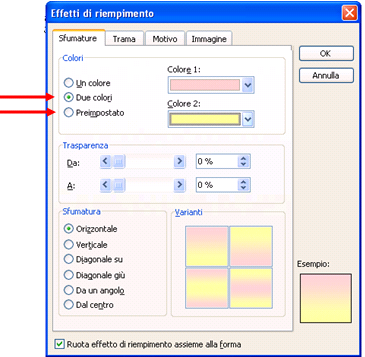 Effetti di riempimento
Sfumature Trama Motivo Immagine
Colori
Un colore
Due colori
Preimpostato
Colore 1:
Colore 2:
OK
Annulla
Trasparenza
Da: 0 %
A: 0 %
Sfumatura
Orizzontale
Verticale
Diagonale su
Diagonale giù
Da un angolo
Dal centro
Varianti
Esempio:
Ruota effetto di riempimento assieme alla forma